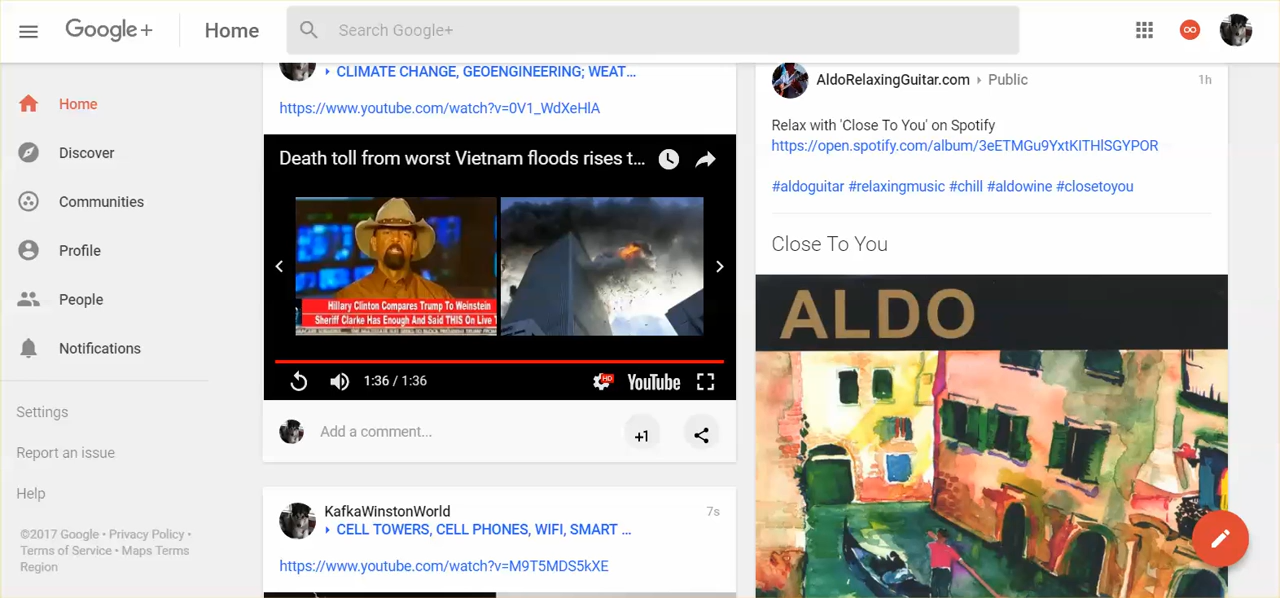 Google+
Home
Search Google+
Home
Discover
Communities
Profile
People
Notifications
Settings
Report an issue
Help
©2017 Google • Privacy Policy •
Terms of Service • Maps Terms
Region
CLIMATE CHANGE, GEOENGINEERING; WEAT...
https://www.youtube.com/watch?v=0V1_WdXeHlA
Death toll from worst Vietnam floods rises t...
Hillary Clinton Compares Trump To Weinstein
Sheriff Clarke Has Enough And Said THIS On Live
1:36 / 1:36
HD
YouTube
Add a comment...
+1
KafkaWinstonWorld
7s
CELL TOWERS, CELL PHONES, WIFI, SMART ...
https://www.youtube.com/watch?v=M9T5MDS5kXE
AldoRelaxingGuitar.com
Public
1h
Relax with 'Close To You' on Spotify
https://open.spotify.com/album/3eETMGu9YxtKITHlSGYPOR
#aldoguitar #relaxingmusic #chill #aldowine #closetoyou
Close To You
ALDO